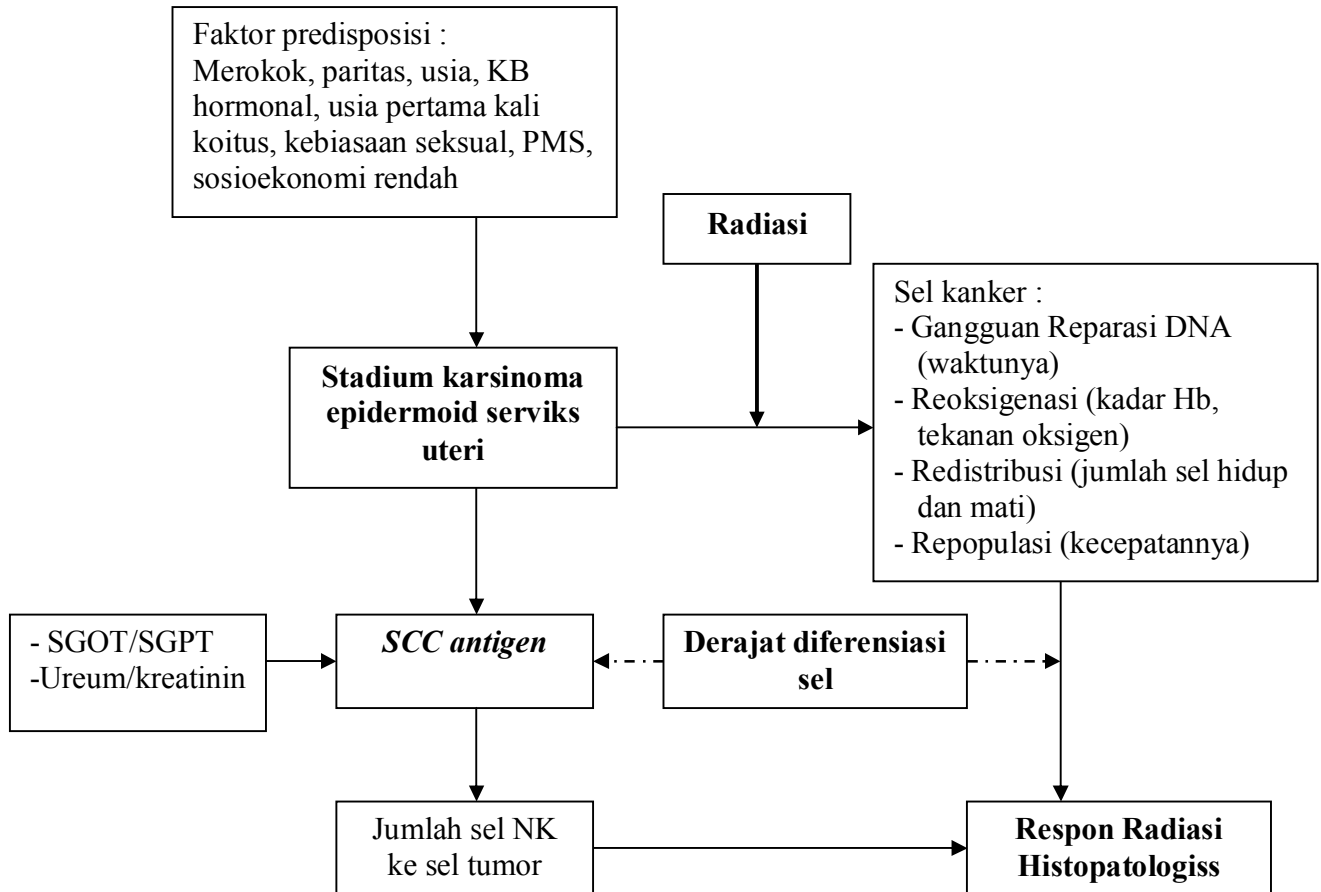 Faktor predisposisi :
Merokok, paritas, usia, KB
hormonal, usia pertama kali
koitus, kebiasaan seksual, PMS,
sosioekonomi rendah
Radiasi
Sel kanker :
- Gangguan Reparasi DNA
(waktunya)
- Reoksigenasi (kadar Hb,
tekanan oksigen)
- Redistribusi (jumlah sel hidup
dan mati)
- Repopulasi (kecepatannya)
Stadium karsinoma
epidermoid serviks
uteri
- SGOT/SGPT
-Ureum/kreatinin
SCC antigen
Derajat diferensiasi
sel
Jumlah sel NK
ke sel tumor
Respon Radiasi
Histopatologiss